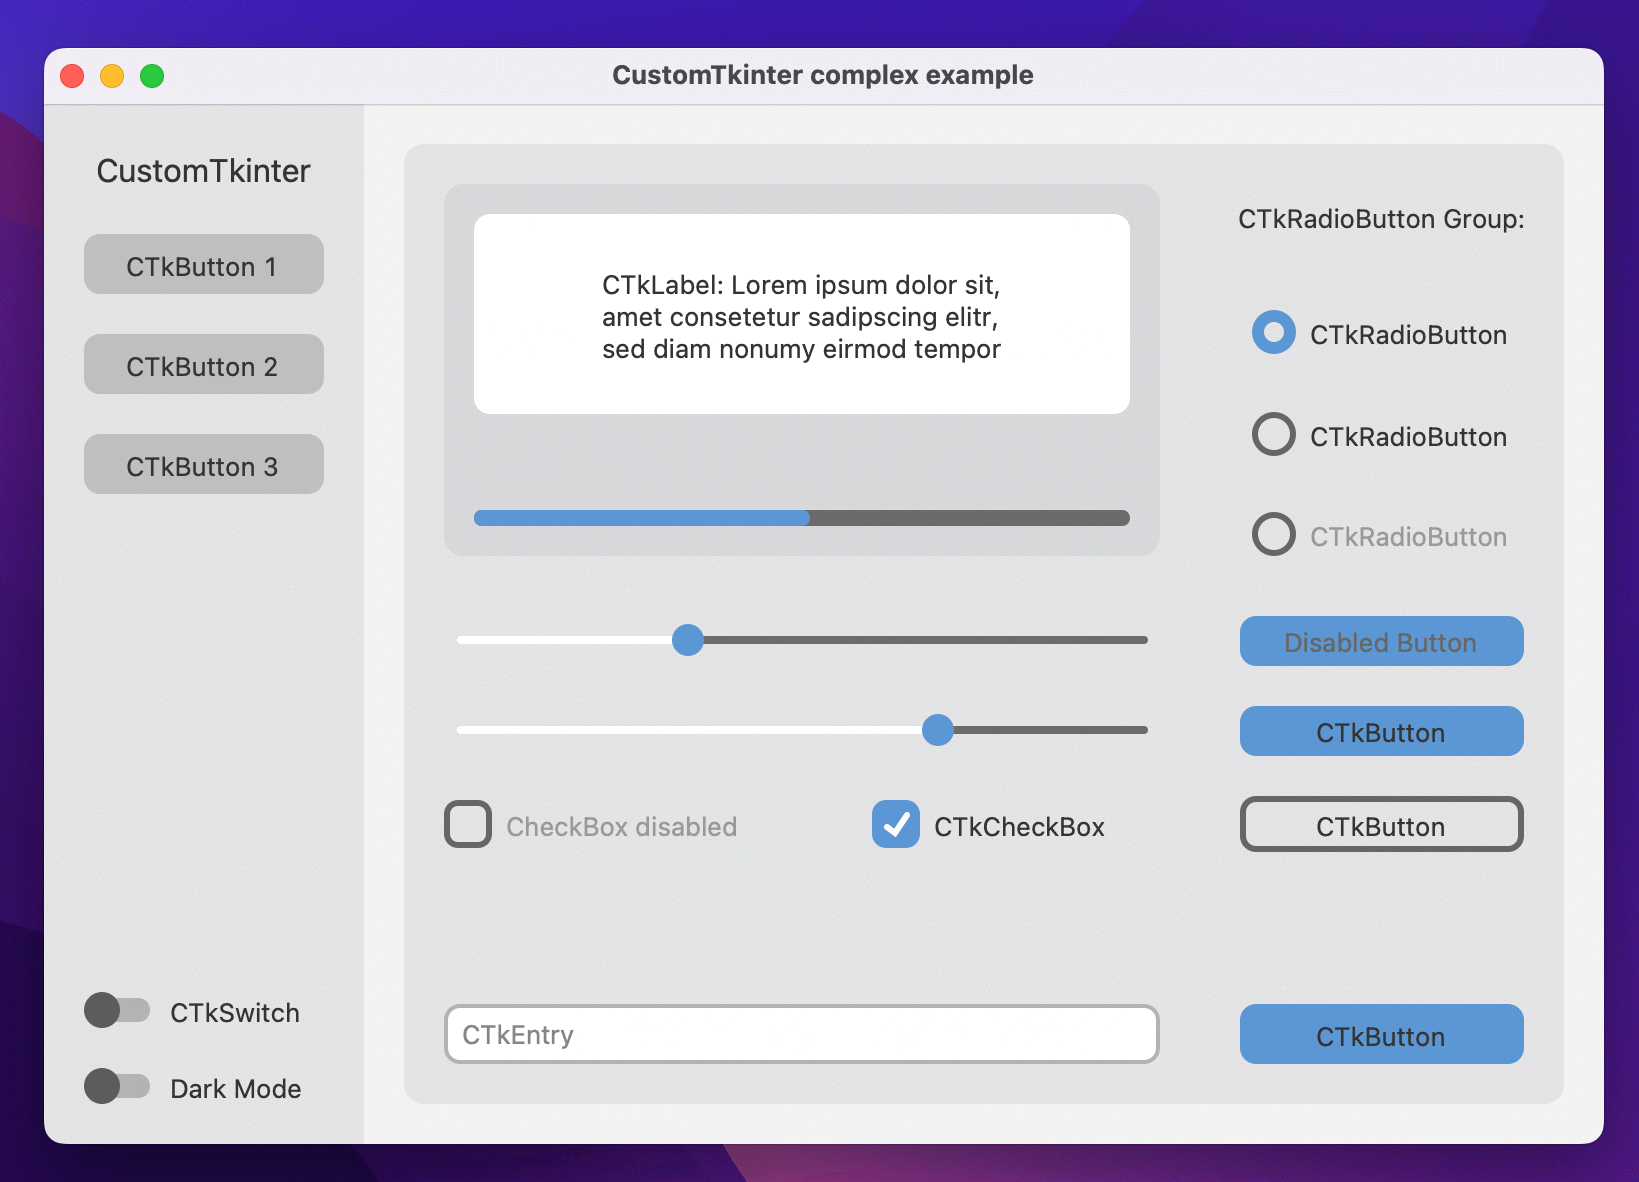 CustomTkinter complex example
CustomTkinter
CTkButton 1
CTkButton 2
CTkButton 3
CTkSwitch
Dark Mode
CTkLabel: Lorem ipsum dolor sit,
amet consetetur sadipscing elitr,
sed diam nonumy eirmod tempor
CheckBox disabled
CTkCheckBox
CTkEntry
CTkRadioButton Group:
CTkRadioButton
CTkRadioButton
CTkRadioButton
Disabled Button
CTkButton
CTkButton
CTkButton